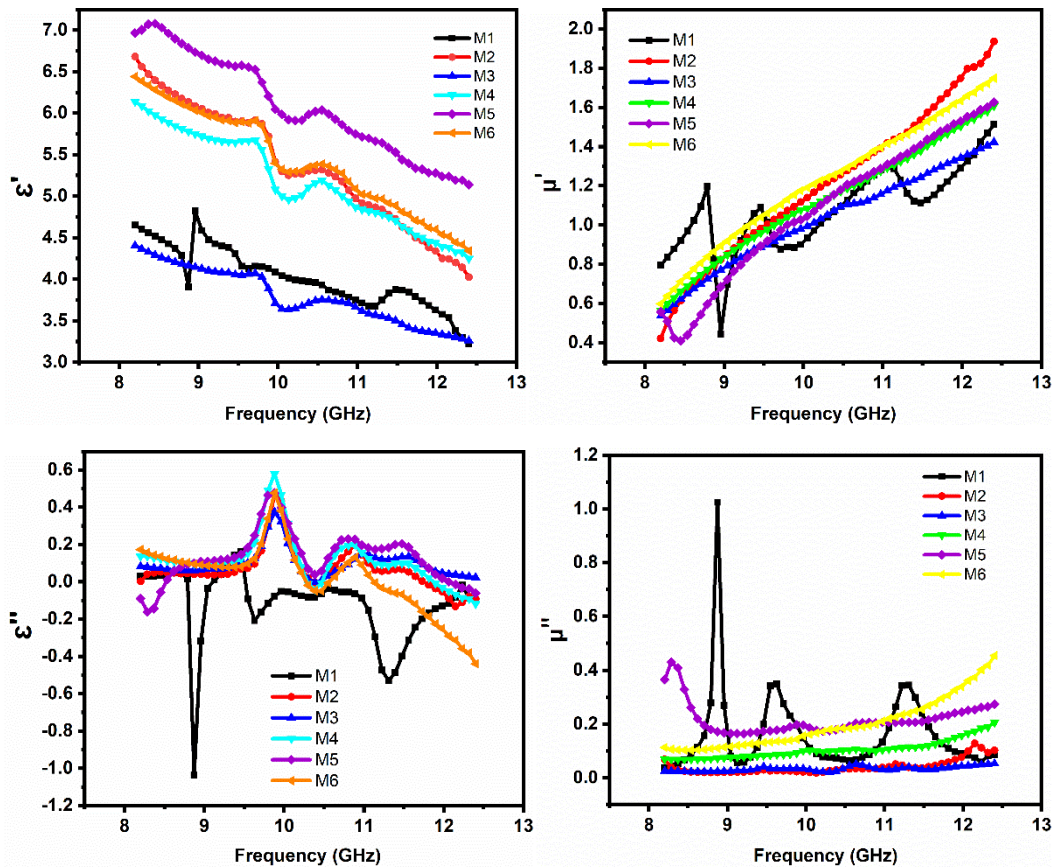 7.0
6.5
6.0
5.5
5.0
4.5
4.0
3.5
3.0
ε'
M1
M2
M3
M4
M5
M6
8 9 10 11 12 13
Frequency (GHz)
2.0
1.8
1.6
1.4
1.2
1.0
0.8
0.6
0.4
μ'
M1
M2
M3
M4
M5
M6
8 9 10 11 12 13
Frequency (GHz)
0.6
0.4
0.2
0.0
-0.2
-0.4
-0.6
-0.8
-1.0
-1.2
ε''
M1
M2
M3
M4
M5
M6
8 9 10 11 12 13
Frequency (GHz)
1.2
1.0
0.8
0.6
0.4
0.2
0.0
μ''
M1
M2
M3
M4
M5
M6
8 9 10 11 12 13
Frequency (GHz)